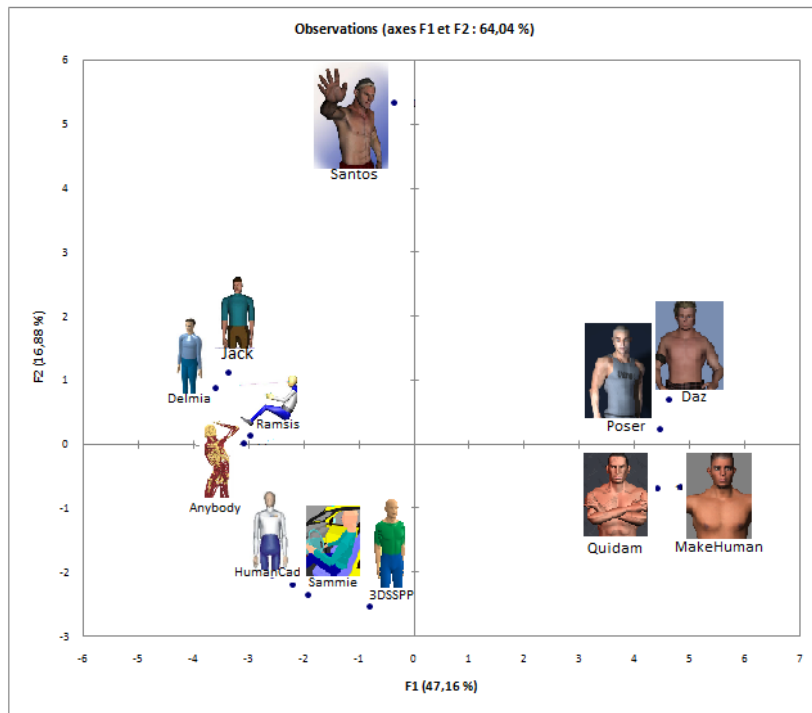 Observations (axes F1 et F2 : 64,04 %)
6
5
Santos
4
3
2
Jack
Daz
1
Delmia
Ramsis
Poser
0
Anybody
-1
Quidam
MakeHuman
HumanCad
Sammie
3DSSPP
-2
-3
F2 (16,88 %)
-6 -5 -4 -3 -2 -1 0 1 2 3 4 5 6 7
F1 (47,16 %)